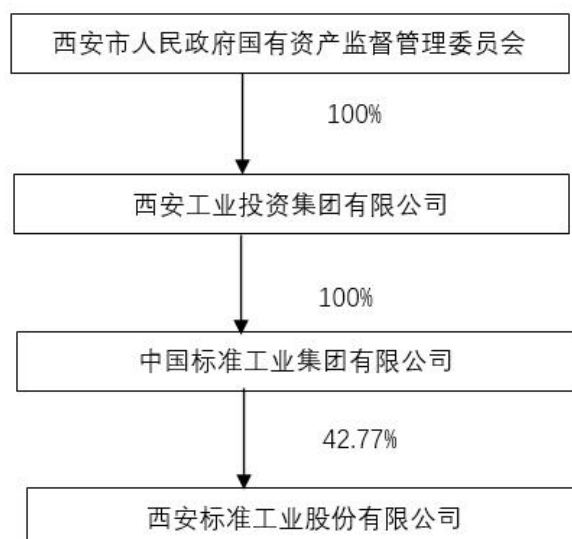 西安市人民政府国有资产监督管理委员会
100%
西安工业投资集团有限公司
100%
中国标准工业集团有限公司
42.77%
西安标准工业股份有限公司